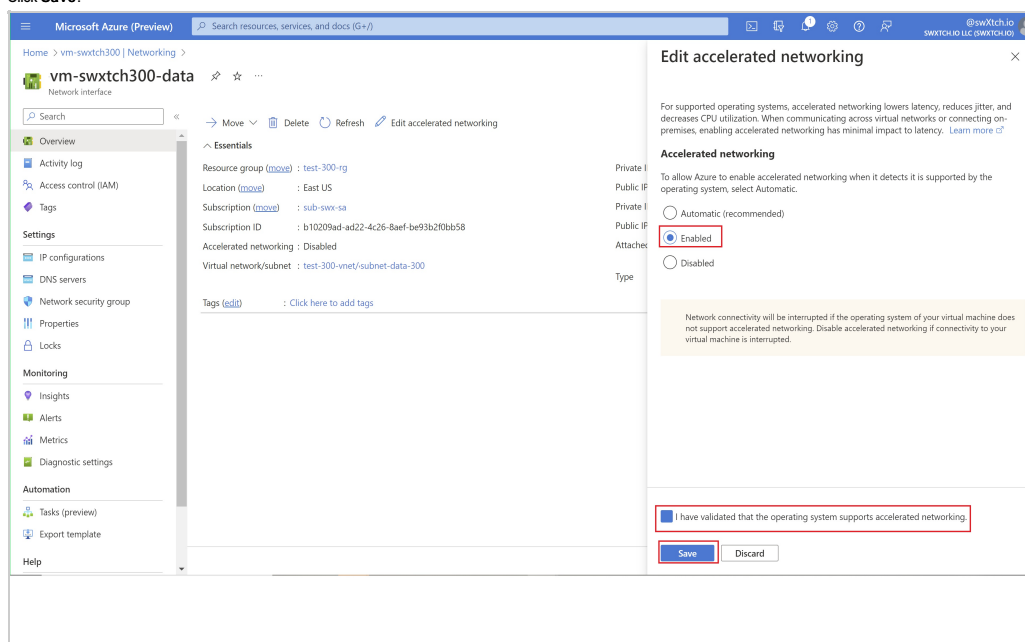 Click Save.
Microsoft Azure (Preview)
Search resources, services, and docs (G+/)
1
@swXtch.io
SWXTCH.IO LLC (SWXTCH.IO)
Home > vm-swxtch300 | Networking >
vm-swxtch300-data
Network interface
Search
Overview
Activity log
Access control (IAM)
Tags
Settings
IP configurations
DNS servers
Network security group
Properties
Locks
Monitoring
Insights
Alerts
Metrics
Diagnostic settings
Automation
Tasks (preview)
Export template
Help
Move
Delete
Refresh
Edit accelerated networking
Essentials
Resource group (move) : test-300-rg
Location (move) : East US
Subscription (move) : sub-swx-sa
Subscription ID : b10209ad-ad22-4c26-8aef-be93b2f0bb58
Accelerated networking : Disabled
Virtual network/subnet : test-300-vnet/-subnet-data-300
Tags (edit) : Click here to add tags
Private I
Public IP
Private I
Public IP
Attached
Type
Edit accelerated networking
For supported operating systems, accelerated networking lowers latency, reduces jitter, and
decreases CPU utilization. When communicating across virtual networks or connecting on-
premises, enabling accelerated networking has minimal impact to latency. Learn more
Accelerated networking
To allow Azure to enable accelerated networking when it detects it is supported by the
operating system, select Automatic.
Automatic (recommended)
Enabled
Disabled
Network connectivity will be interrupted if the operating system of your virtual machine does
not support accelerated networking. Disable accelerated networking if connectivity to your
virtual machine is interrupted.
I have validated that the operating system supports accelerated networking.
Save
Discard